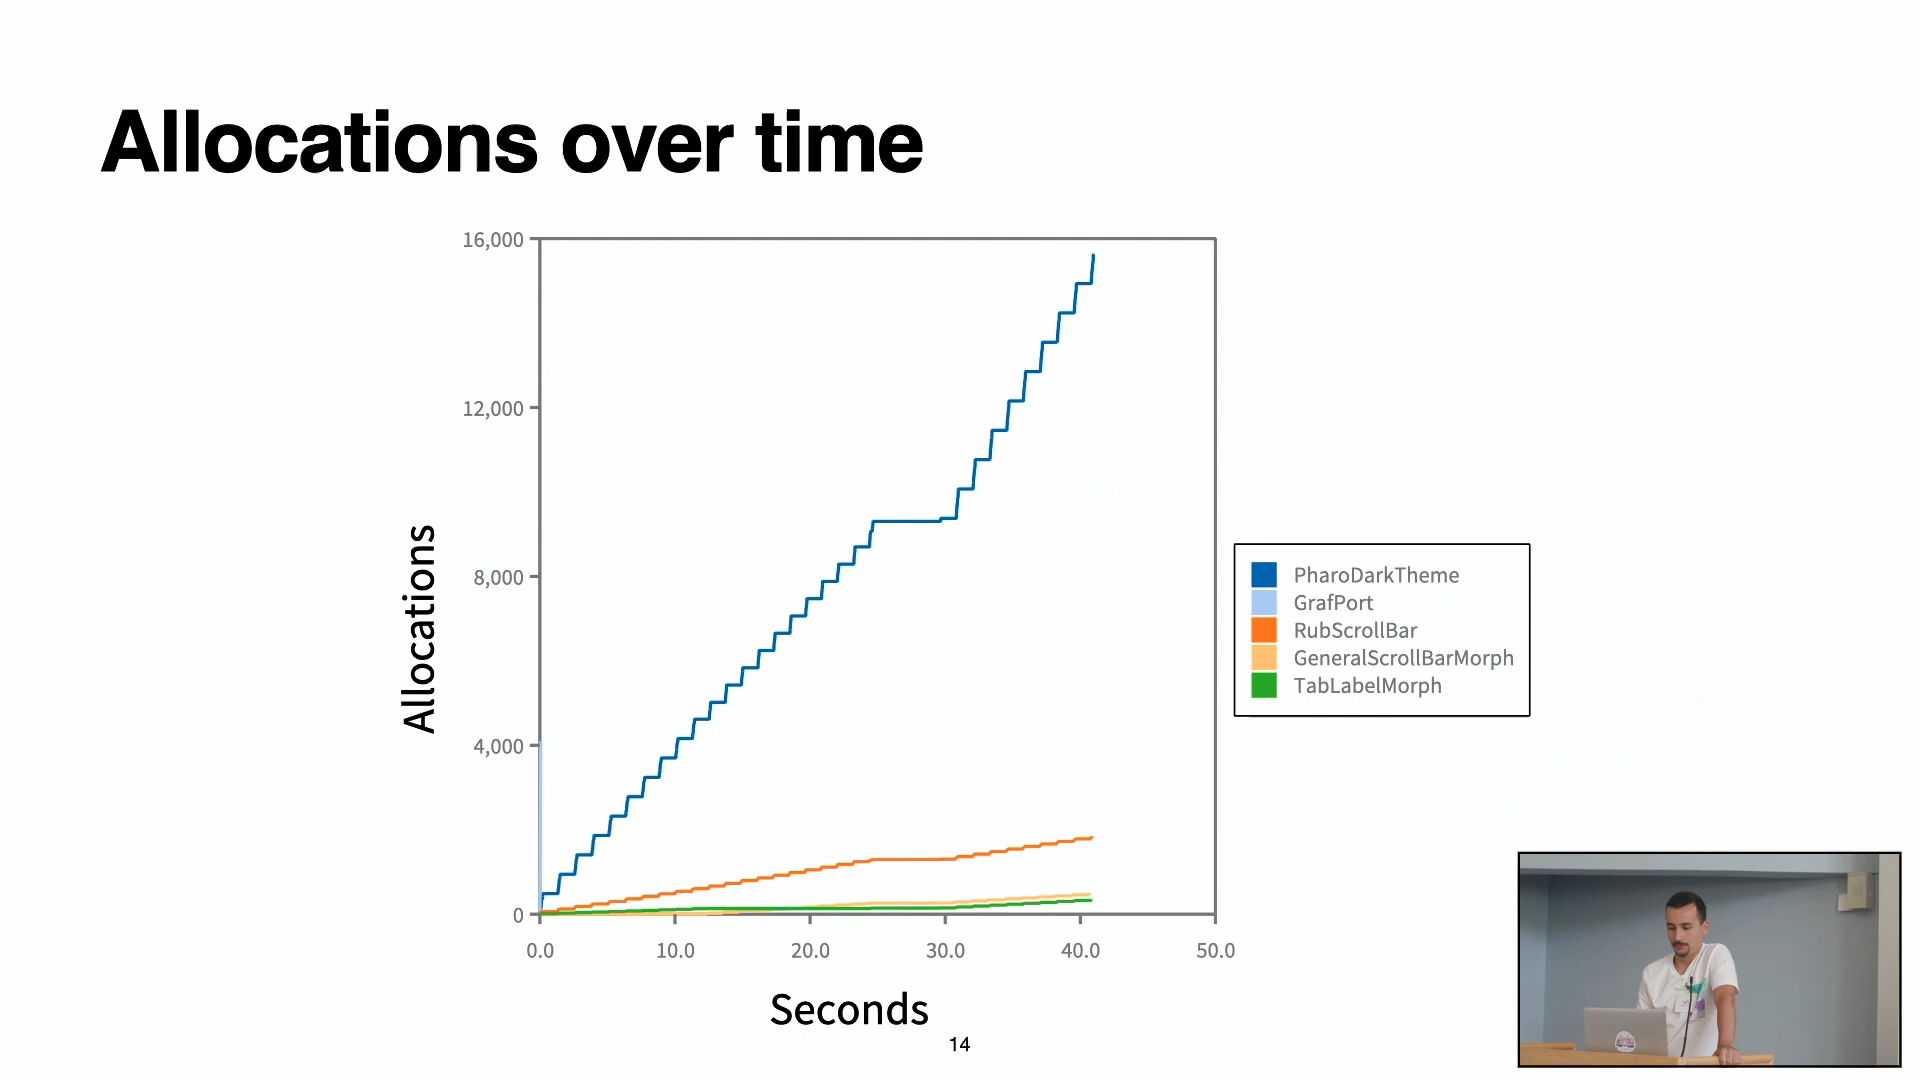 Allocations over time
16,000
12,000
8,000
4,000
0
Allocations
0.0 10.0 20.0 30.0 40.0 50.0
Seconds
PharoDarkTheme
GrafPort
RubScrollBar
GeneralScrollBarMorph
TabLabelMorph
14